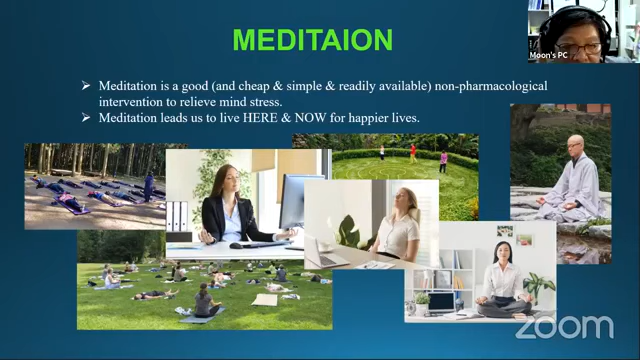 MEDITAION
Moon's PC
➢ Meditation is a good (and cheap & simple & readily available) non-pharmacological
intervention to relieve mind stress.
➢ Meditation leads us to live HERE & NOW for happier lives.
zoom